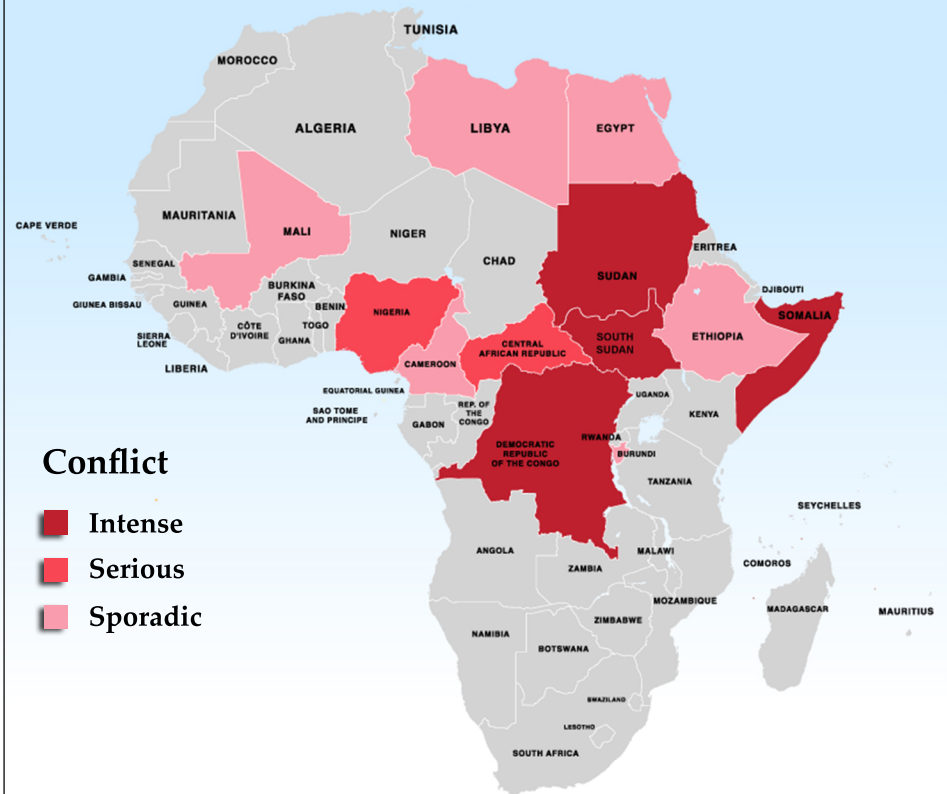 TUNISIA
MOROCCO
ALGERIA
LIBYA
EGYPT
MAURITANIA
CAPE VERDE
MALI
NIGER
CHAD
SUDAN
ERITREA
SENEGAL
GAMBIA
GIUNEA BISSAU
GUINEA
BURKINA
FASO
BENIN
NIGERIA
DJIBOUTI
SOMALIA
SIERRA
LEONE
CÔTE
D'IVOIRE
TOGO
GHANA
LIBERIA
CENTRAL
AFRICAN REPUBLIC
SOUTH
SUDAN
ETHIOPIA
CAMEROON
EQUATORIAL GUINEA
SAO TOME
AND PRINCIPE
GABON
REP. OF
THE
CONGO
UGANDA
KENYA
DEMOCRATIC
REPUBLIC
OF THE CONGO
RWANDA
BURUNDI
TANZANIA
Conflict
Intense
Serious
Sporadic
SEYCHELLES
ANGOLA
MALAWI
ZAMBIA
COMOROS
MOZAMBIQUE
MADAGASCAR
MAURITIUS
ZIMBABWE
NAMIBIA
BOTSWANA
SWAZILAND
LESOTHO
SOUTH AFRICA